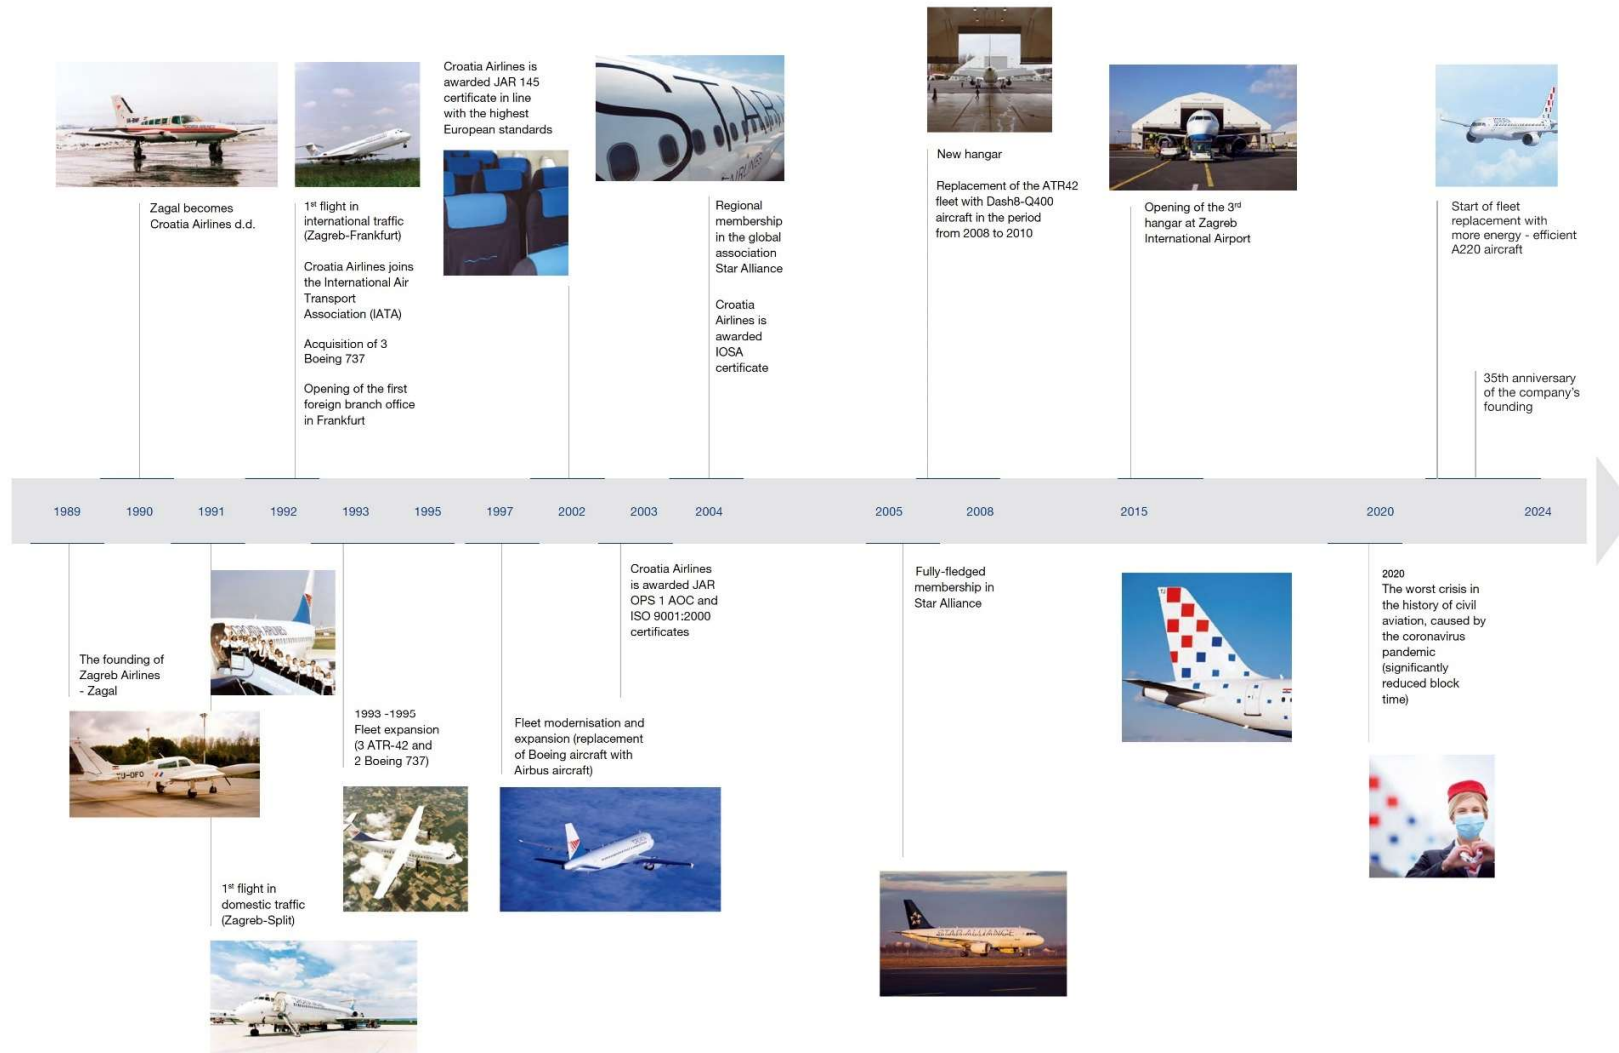 Zagal becomes
Croatia Airlines d.d.
1st flight in
international traffic
(Zagreb-Frankfurt)
Croatia Airlines joins
the International Air
Transport
Association (IATA)
Acquisition of 3
Boeing 737
Opening of the first
foreign branch office
in Frankfurt
Croatia Airlines is
awarded JAR 145
certificate in line
with the highest
European standards
STAR
Regional
membership
in the global
association
Star Alliance
Croatia
Airlines is
awarded
IOSA
certificate
New hangar
Replacement of the ATR42
fleet with Dash8-Q400
aircraft in the period
from 2008 to 2010
Opening of the 3rd
hangar at Zagreb
International Airport
Start of fleet
replacement with
more energy - efficient
A220 aircraft
35th anniversary
of the company's
founding
1989
1990
1991
1992
1993
1995
1997
2002
2003
2004
2005
2008
2015
2020
2024
The founding of
Zagreb Airlines
- Zagal
CROATIA AIRLINES
1st flight in
domestic traffic
(Zagreb-Split)
1993 -1995
Fleet expansion
(3 ATR-42 and
2 Boeing 737)
Fleet modernisation and
expansion (replacement
of Boeing aircraft with
Airbus aircraft)
Croatia Airlines
is awarded JAR
OPS 1 AOC and
ISO 9001:2000
certificates
Fully-fledged
membership in
Star Alliance
STAR ALLIANCE
2020
The worst crisis in
the history of civil
aviation, caused by
the coronavirus
pandemic
(significantly
reduced block
time)